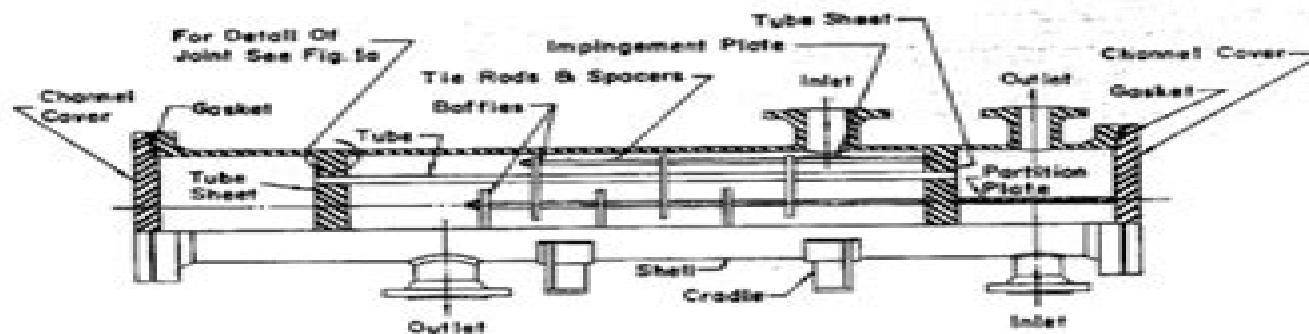 Tube Sheet
For Detail Of
Joint See Fig. 1a
Impingement Plate
Channel Cover
Tie Rods & Spacers
Inlet
Outlet
Channel
Cover
Gasket
Baffles
Gasket
Tube
Tube
Sheet
Partition
Plate
Shell
Cradle
Outlet
Inlet